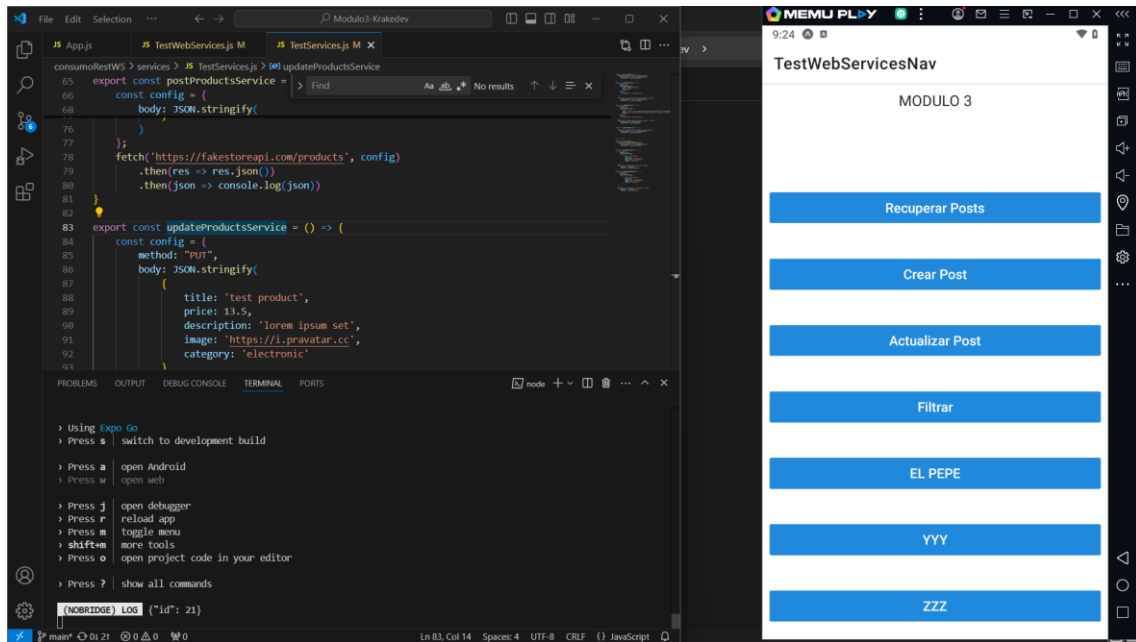 File Edit Selection ··· ← → Modulo3-Krakedev
JS App.js JS TestWebServices.js M JS TestServices.js M ×
consumoRestWS > services > JS TestServices.js > updateProductsService
65 export const postProductsService =
66 const config = {
68 body: JSON.stringify(
> Find Aa ab .* No results
76 )
77 };
78 fetch('https://fakestoreapi.com/products', config)
79 .then(res => res.json())
80 .then(json => console.log(json))
81 }
82
83 export const updateProductsService = () => {
84 const config = {
85 method: "PUT",
86 body: JSON.stringify(
87 {
88 title: 'test product',
89 price: 13.5,
90 description: 'lorem ipsum set',
91 image: 'https://i.pravatar.cc',
92 category: 'electronic'
93 }
PROBLEMS OUTPUT DEBUG CONSOLE TERMINAL PORTS node
› Using Expo Go
› Press s │ switch to development build
› Press a │ open Android
› Press w │ open web
› Press j │ open debugger
› Press r │ reload app
› Press m │ toggle menu
› shift+m │ more tools
› Press o │ open project code in your editor
› Press ? │ show all commands
(NOBRIDGE) LOG {"id": 21}
6
main* 0↓ 2↑ 0 0 0 Ln 83, Col 14 Spaces: 4 UTF-8 CRLF {} JavaScript
MEMU PLAY
9:24
TestWebServicesNav
MODULO 3
Recuperar Posts
Crear Post
Actualizar Post
Filtrar
EL PEPE
YYY
ZZZ